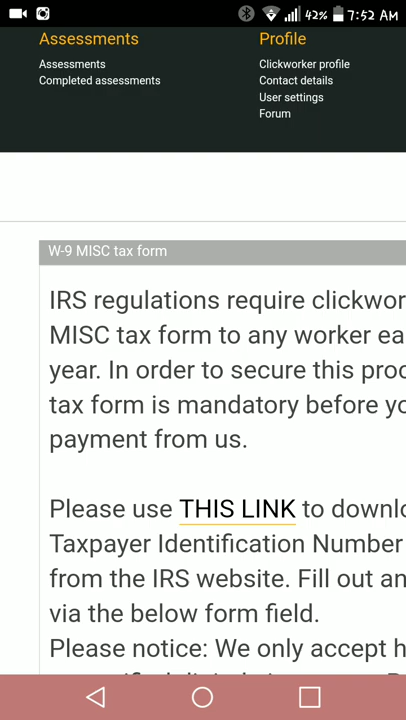 42% 7:52 AM
Assessments Profile
Assessments Clickworker profile
Completed assessments Contact details
User settings
Forum
W-9 MISC tax form
IRS regulations require clickwor
MISC tax form to any worker ea
year. In order to secure this proc
tax form is mandatory before yo
payment from us.
Please use THIS LINK to downlo
Taxpayer Identification Number
from the IRS website. Fill out an
via the below form field.
Please notice: We only accept h